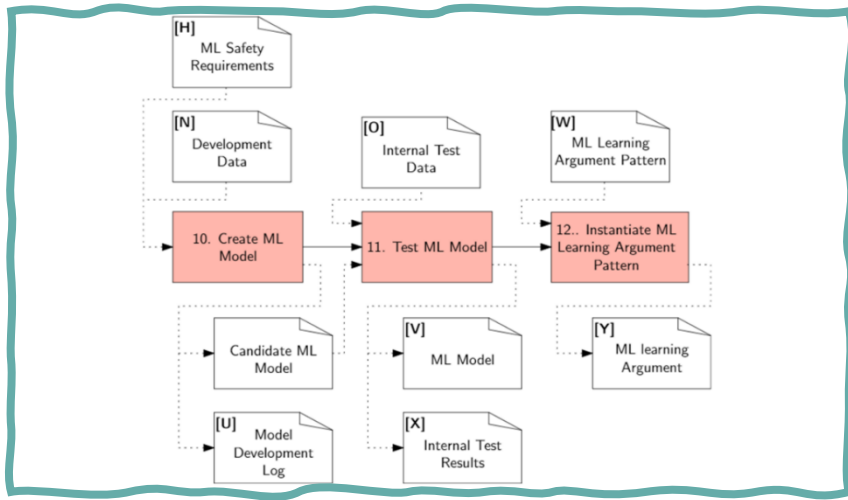 [H]
ML Safety
Requirements
[N]
Development
Data
[O]
Internal Test
Data
[W]
ML Learning
Argument Pattern
10. Create ML
Model
11. Test ML Model
12.. Instantiate ML
Learning Argument
Pattern
Candidate ML
Model
[V]
ML Model
[Y]
ML learning
Argument
[U]
Model
Development
Log
[X]
Internal Test
Results